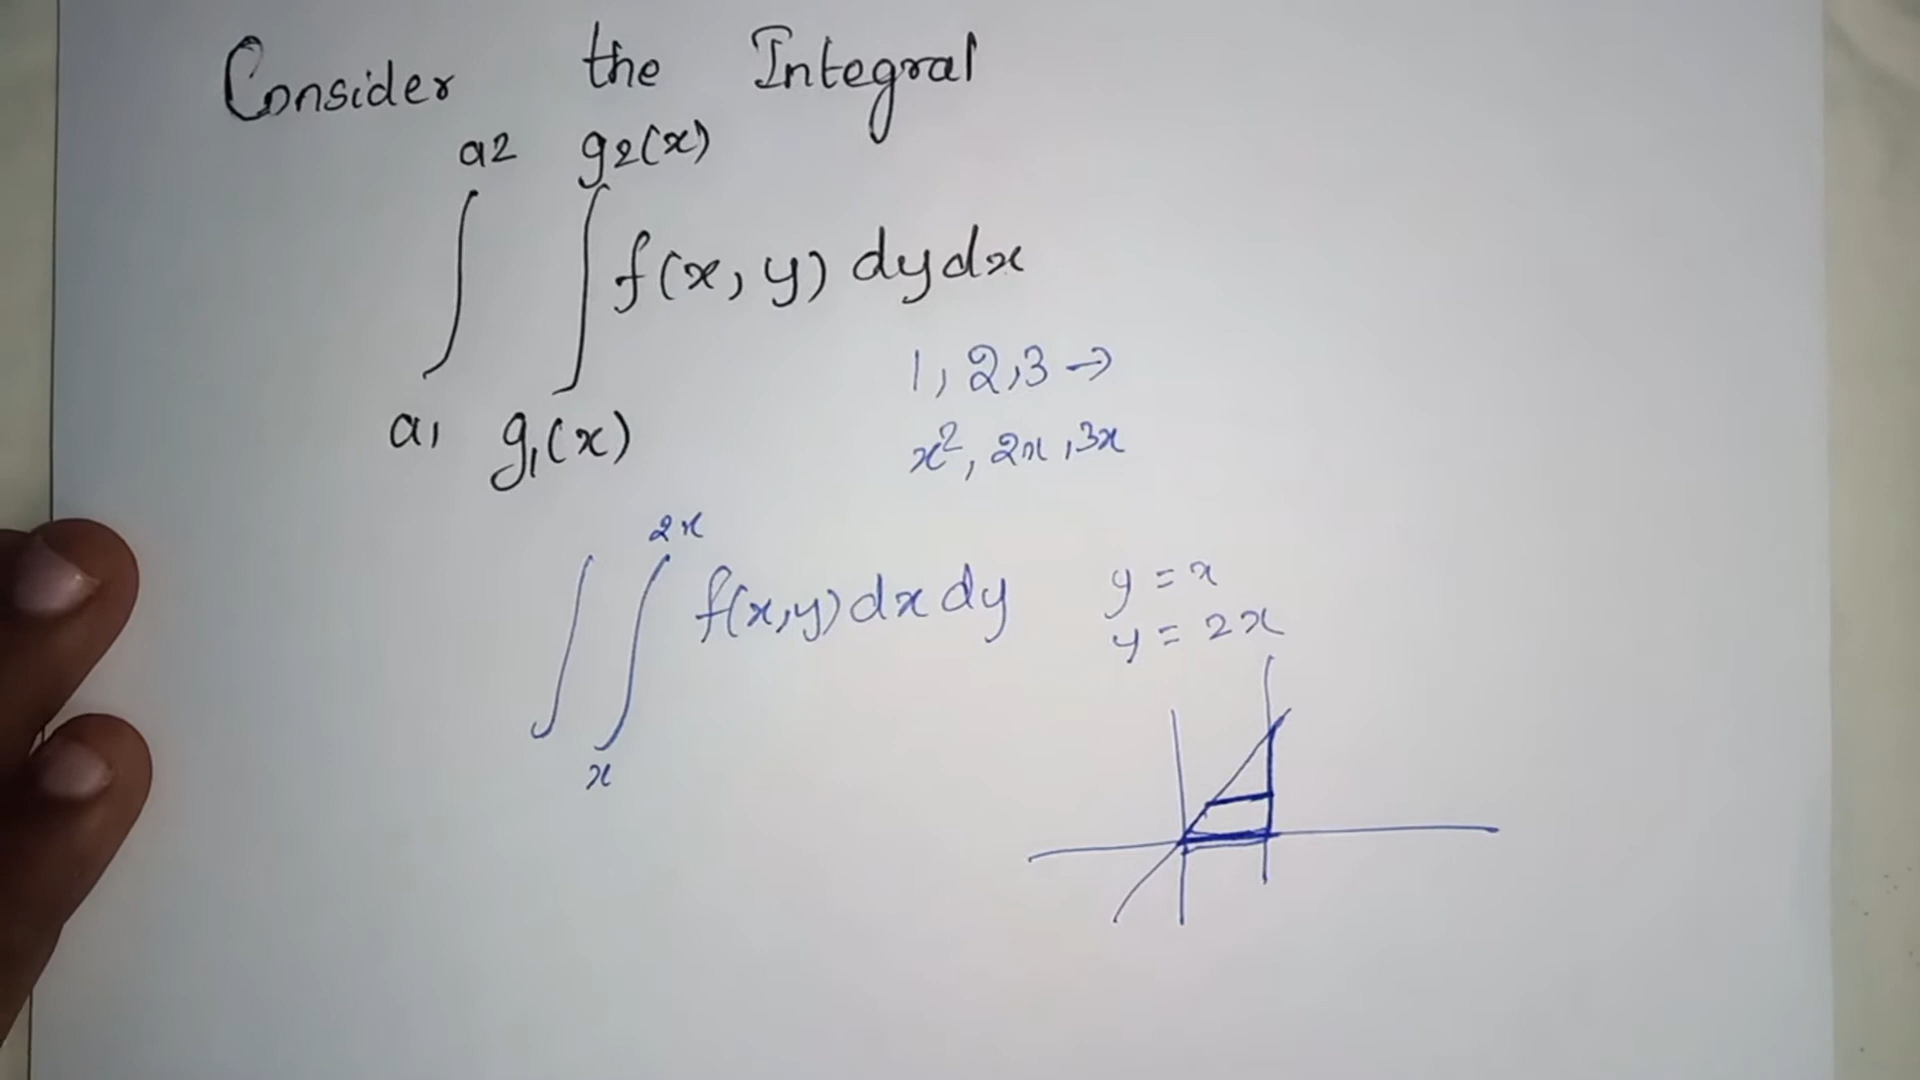 Consider the Integral
a2 g2(x)
∫ ∫ f(x, y) dy dx
a1 g1(x)
1, 2, 3 →
x², 2x, 3x
2x
∫ ∫ f(x,y) dx dy
x
y = x
y = 2x